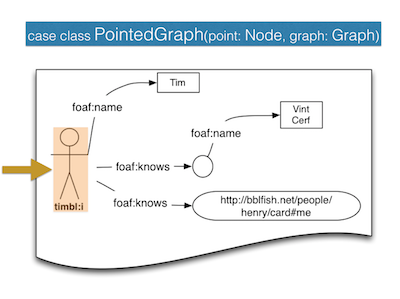 case class PointedGraph(point: Node, graph: Graph)
Tim
foaf:name
Vint
Cerf
foaf:name
foaf:knows
timbl:i
foaf:knows
http://bblfish.net/people/
henry/card#me